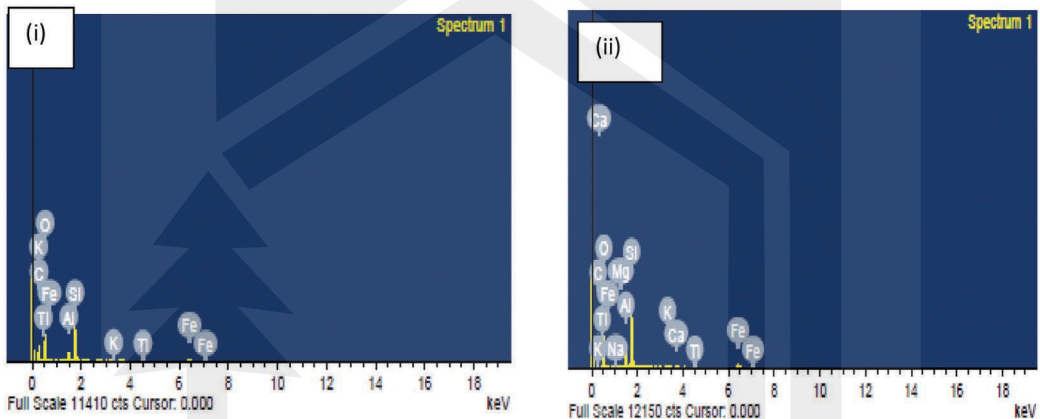 (i)
Spectrum 1
O
K
C
Fe
Ti
Si
Al
K
Ti
Fe
Fe
0 2 4 6 8 10 12 14 16 18
Full Scale 11410 cts Cursor: 0.000
keV
(ii)
Spectrum 1
Ca
O
Si
C
Mg
Fe
Al
Ti
K
Na
K
Ca
Ti
Fe
Fe
0 2 4 6 8 10 12 14 16 18
Full Scale 12150 cts Cursor: 0.000
keV